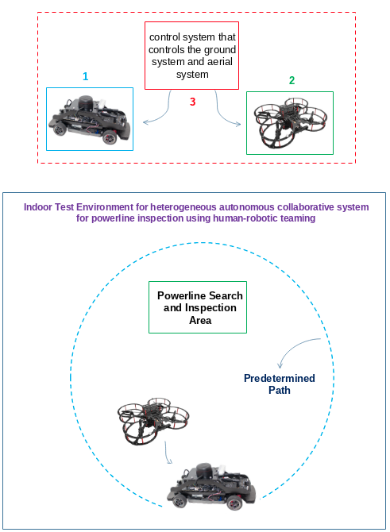 control system that
controls the ground
system and aerial
system
1
2
3
Indoor Test Environment for heterogeneous autonomous collaborative system
for powerline inspection using human-robotic teaming
Powerline Search
and Inspection
Area
Predetermined
Path